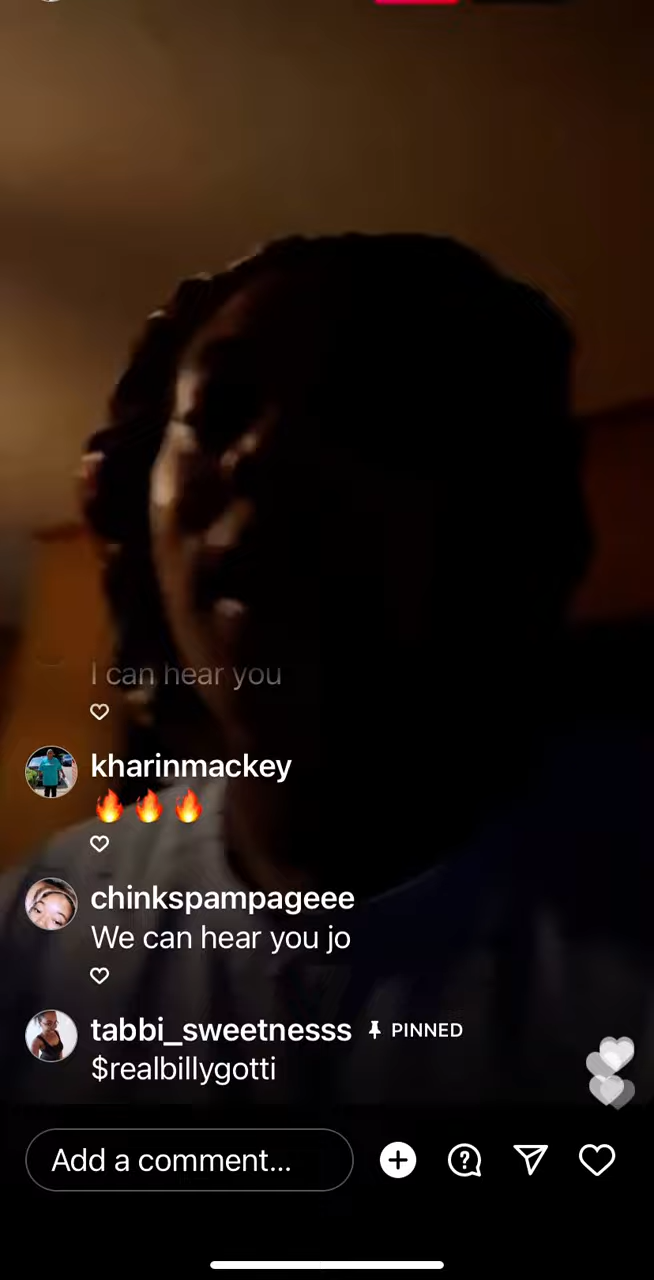 I can hear you
kharinmackey
🔥🔥🔥
chinkspampageee
We can hear you jo
tabbi_sweetnesss PINNED
$realbillygotti
Add a comment...